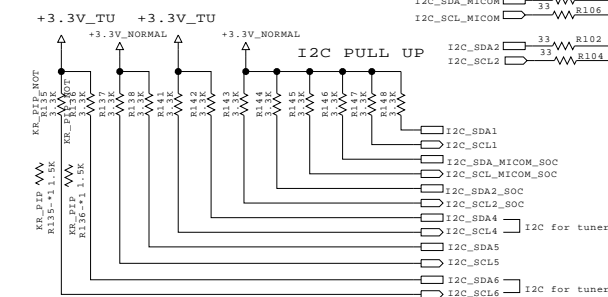 I2C_SDA_MICOM
33
R106
I2C_SCL_MICOM
+3.3V_TU
+3.3V_TU
+3.3V_NORMAL
+3.3V_NORMAL
I2C PULL UP
I2C_SDA2
33
R102
I2C_SCL2
33
R104
KR_PIP_NOT
R135
3.3K
KR_PIP_NOT
R136
3.3K
R137
3.3K
R138
3.3K
R141
3.3K
R142
3.3K
R143
3.3K
R144
3.3K
R145
3.3K
R146
3.3K
R147
3.3K
R148
3.3K
KR_PIP
R135-*1 1.5K
KR_PIP
R136-*1 1.5K
I2C_SDA1
I2C_SCL1
I2C_SDA_MICOM_SOC
I2C_SCL_MICOM_SOC
I2C_SDA2_SOC
I2C_SCL2_SOC
I2C_SDA4
I2C_SCL4
I2C for tuner
I2C_SDA5
I2C_SCL5
I2C_SDA6
I2C_SCL6
I2C for tuner